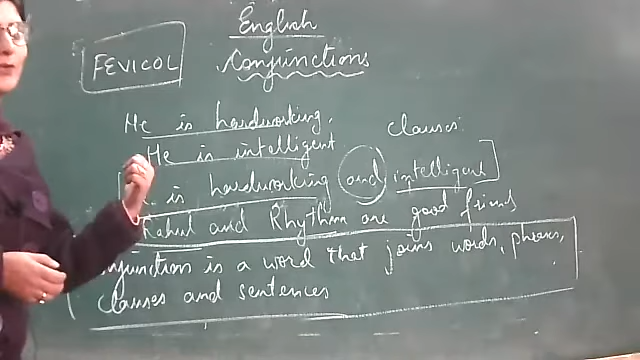 English
FEVICOL
Conjunctions
He is hardworking.
clauses:
He is intelligent
is hardworking and intelligent
Rahul and Rhythm are good friends
njunction is a word that joins words, phrases,
clauses and sentences